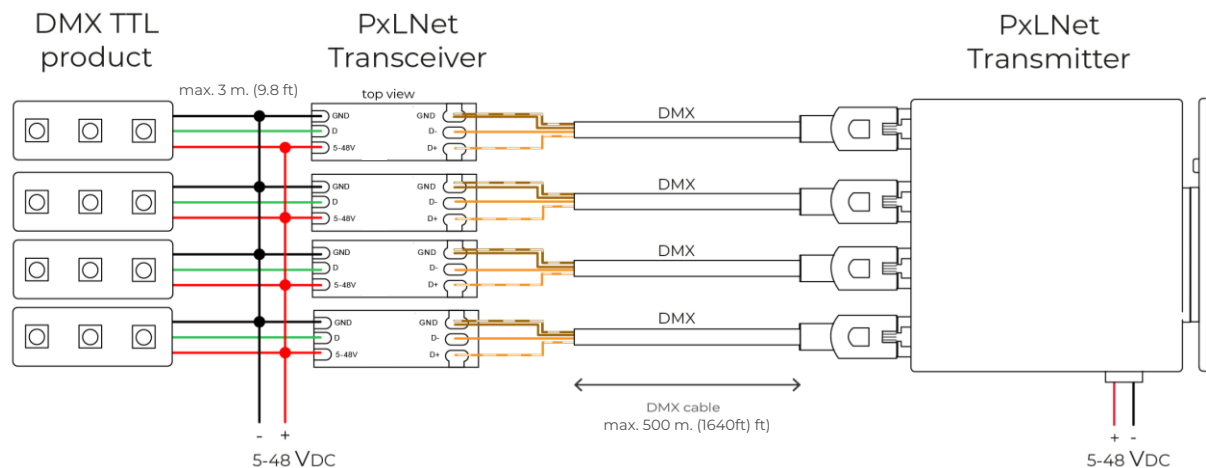 DMX TTL
product
PxLNet
Transceiver
PxLNet
Transmitter
max. 3 m. (9.8 ft)
top view
GND
D
5-48V
GND
D-
D+
DMX
GND
D
5-48V
GND
D-
D+
DMX
GND
D
5-48V
GND
D-
D+
DMX
GND
D
5-48V
GND
D-
D+
DMX
DMX cable
max. 500 m. (1640ft) ft)
- +
5-48 VDC
+ -
5-48 VDC